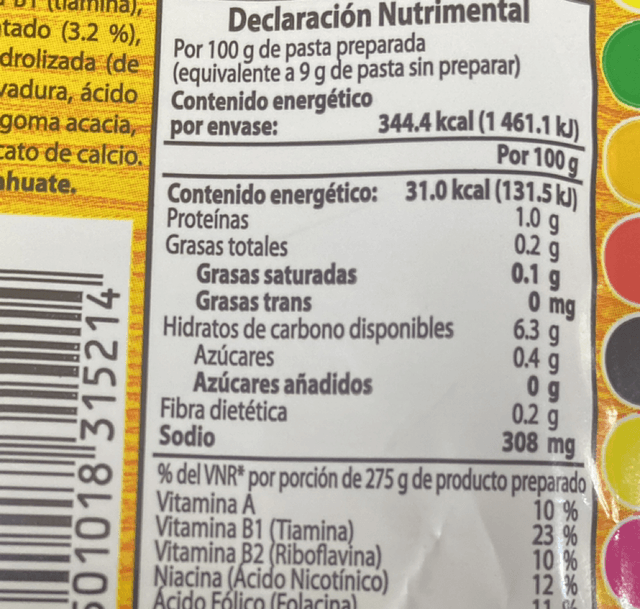 B1 (tiamina),
tado (3.2 %),
drolizada (de
vadura, ácido
goma acacia,
cato de calcio.
ahuate.
Declaración Nutrimental
Por 100 g de pasta preparada
(equivalente a 9 g de pasta sin preparar)
Contenido energético
por envase: 344.4 kcal (1 461.1 kJ)
Por 100 g
Contenido energético: 31.0 kcal (131.5 kJ)
Proteínas 1.0 g
Grasas totales 0.2 g
Grasas saturadas 0.1 g
Grasas trans 0 mg
Hidratos de carbono disponibles 6.3 g
Azúcares 0.4 g
Azúcares añadidos 0 g
Fibra dietética 0.2 g
Sodio 308 mg
% del VNR* por porción de 275 g de producto preparado
Vitamina A 10 %
Vitamina B1 (Tiamina) 23 %
Vitamina B2 (Riboflavina) 10 %
Niacina (Ácido Nicotínico) 12 %
Ácido Fólico (Folacina) 11 %
01018 315214